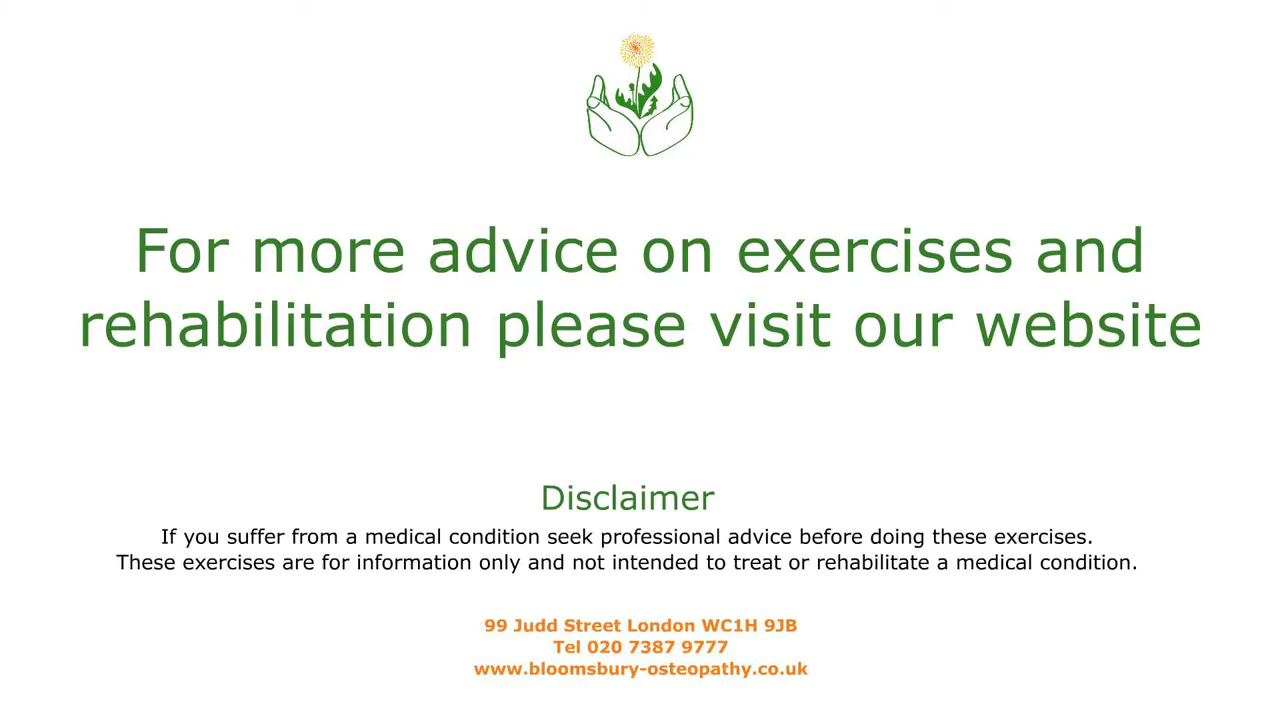 For more advice on exercises and
rehabilitation please visit our website
Disclaimer
If you suffer from a medical condition seek professional advice before doing these exercises.
These exercises are for information only and not intended to treat or rehabilitate a medical condition.
99 Judd Street London WC1H 9JB
Tel 020 7387 9777
www.bloomsbury-osteopathy.co.uk